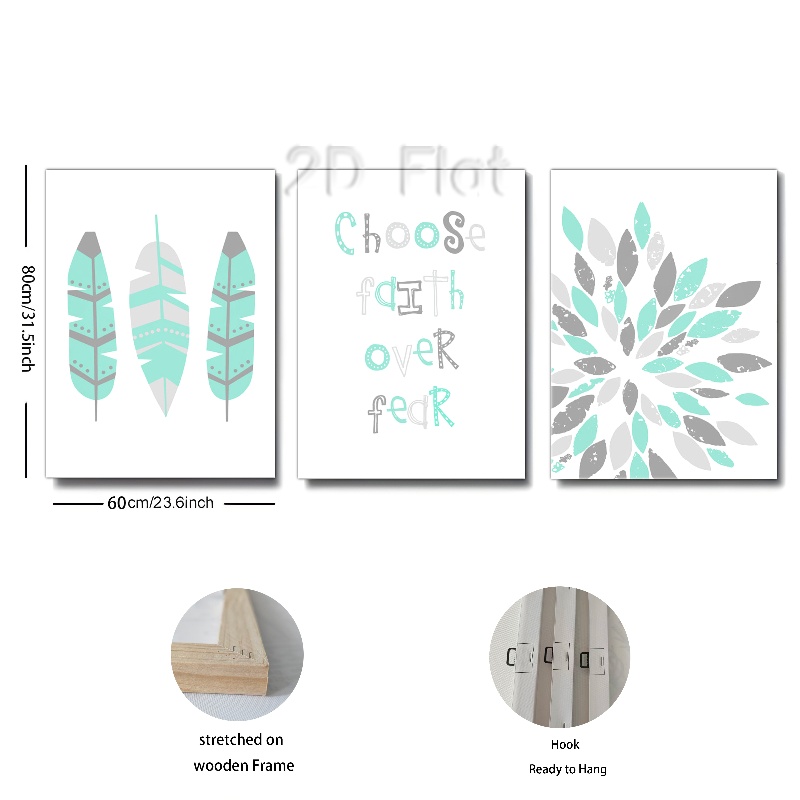 2D Flat
Choose
faith
over
feaR
80cm/31.5inch
60cm/23.6inch
stretched on
wooden Frame
Hook
Ready to Hang